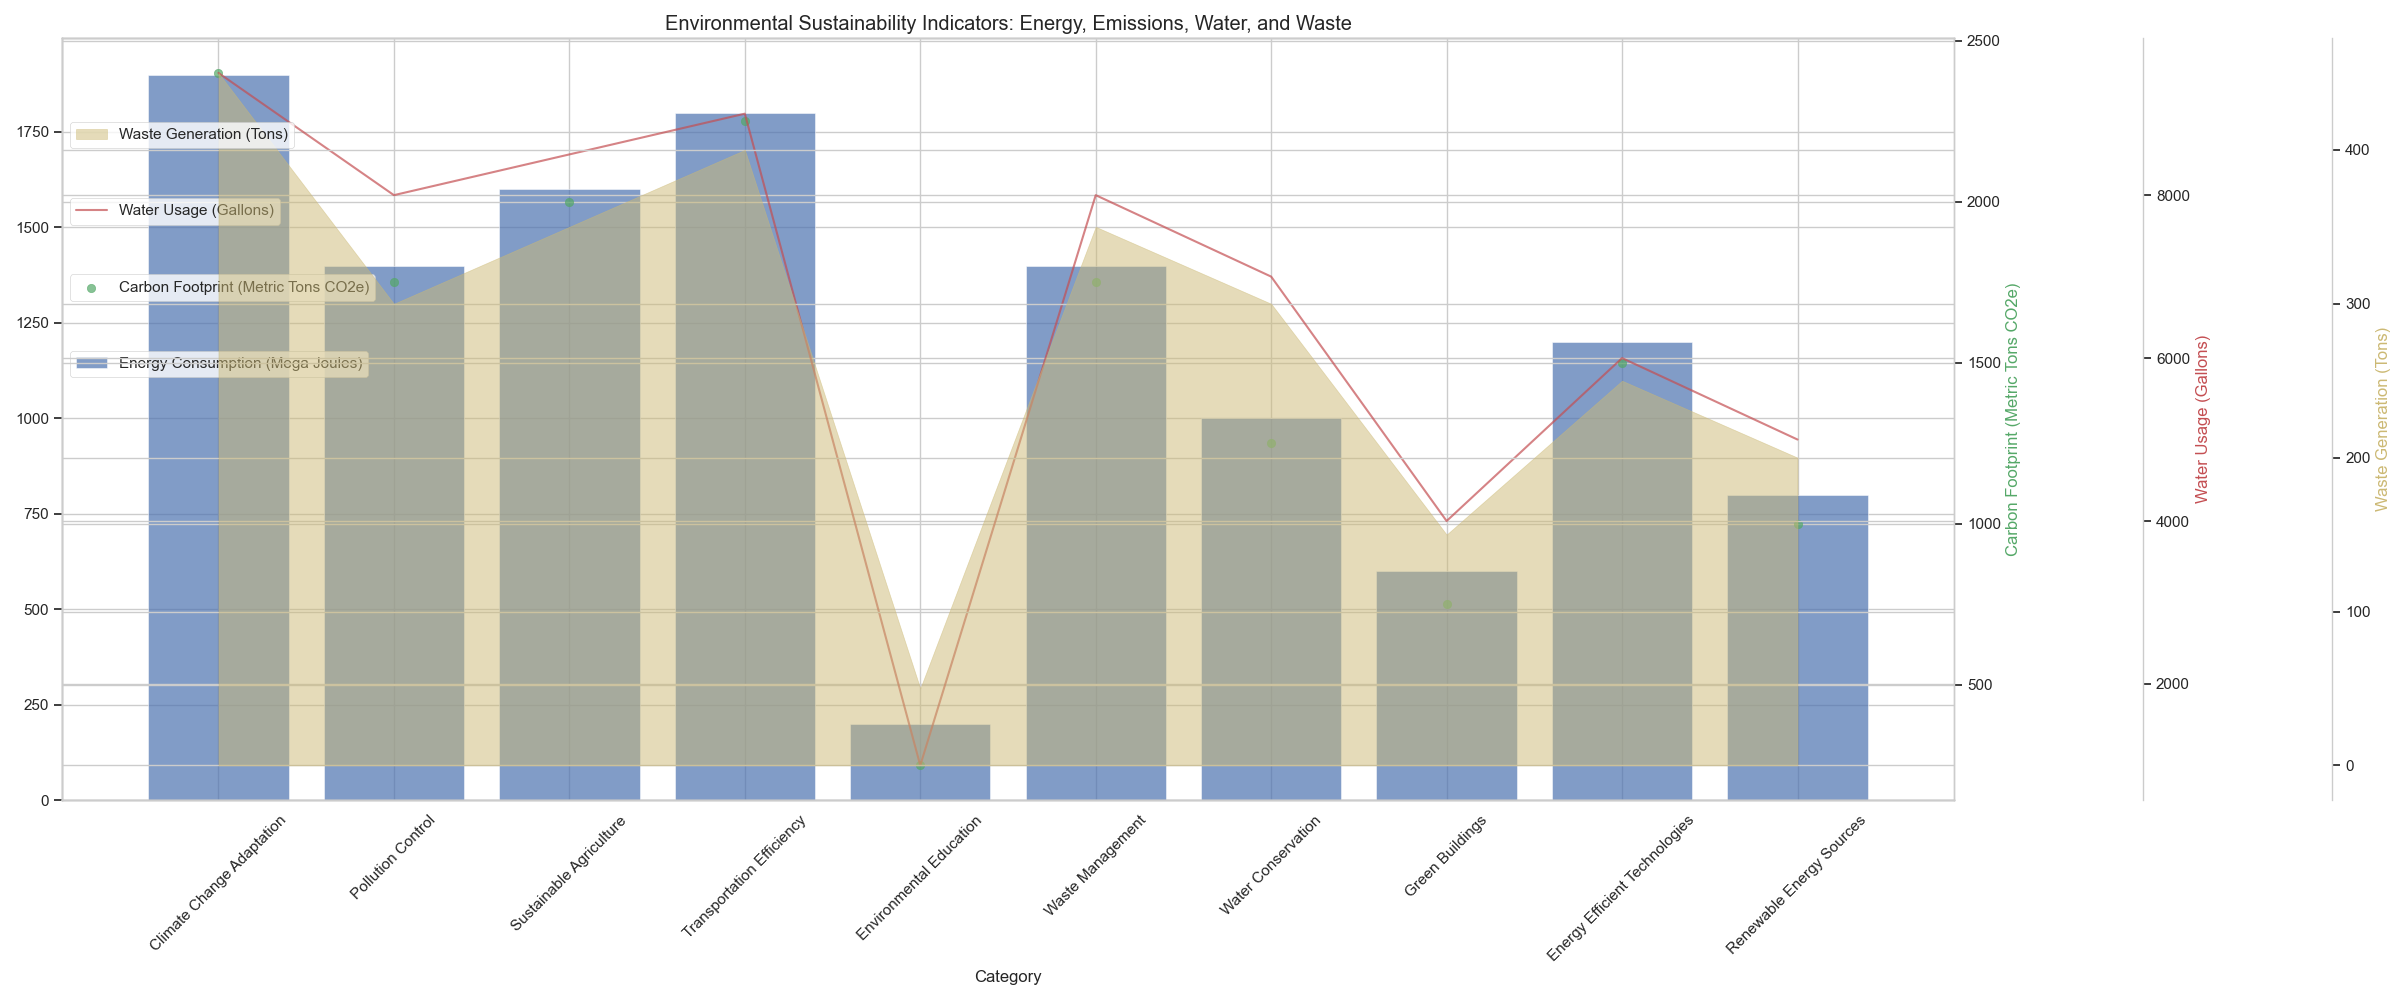 Environmental Sustainability Indicators: Energy, Emissions, Water, and Waste
Waste Generation (Tons)
Water Usage (Gallons)
Carbon Footprint (Metric Tons CO2e)
Energy Consumption (Mega Joules)
1750
1500
1250
1000
750
500
250
0
2500
2000
1500
1000
500
Carbon Footprint (Metric Tons CO2e)
8000
6000
4000
2000
Water Usage (Gallons)
400
300
200
100
0
Waste Generation (Tons)
Climate Change Adaptation
Pollution Control
Sustainable Agriculture
Transportation Efficiency
Environmental Education
Waste Management
Water Conservation
Green Buildings
Energy Efficient Technologies
Renewable Energy Sources
Category